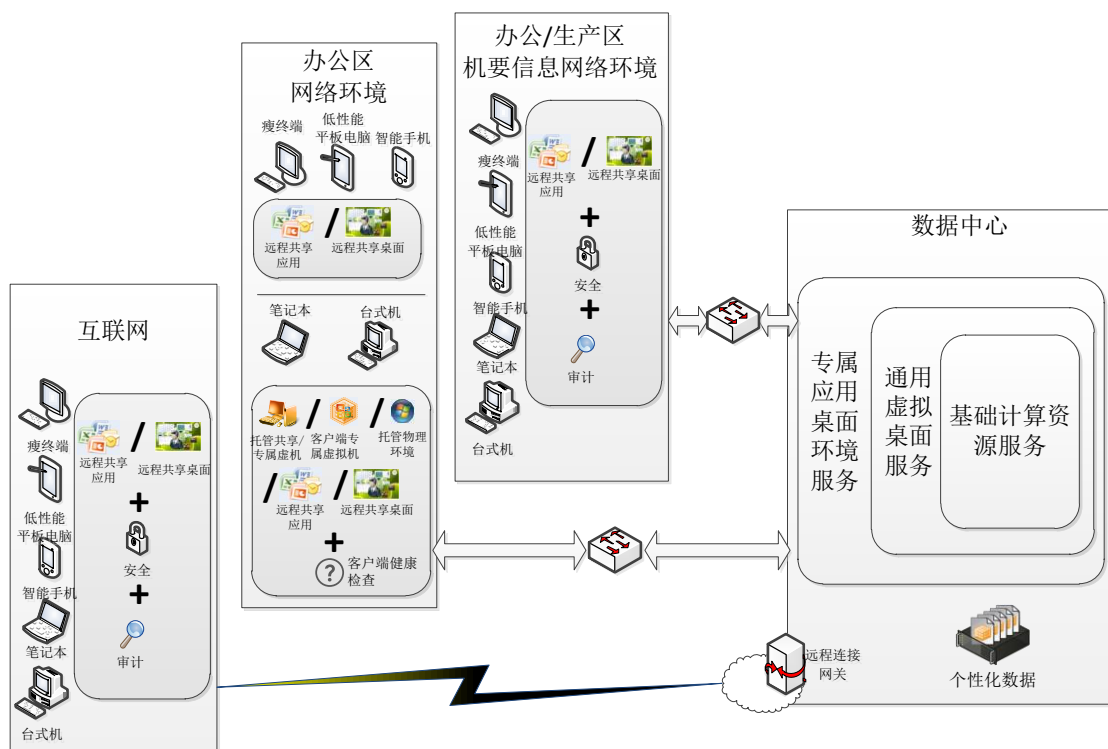 互联网
瘦终端
低性能
平板电脑
智能手机
笔记本
台式机
远程共享
应用
/
远程共享桌面
+
安全
+
审计
办公区
网络环境
瘦终端
低性能
平板电脑
智能手机
远程共享
应用
/
远程共享桌面
笔记本
台式机
托管共享/
专属虚机
/
客户端专
属虚拟机
/
托管物理
环境
/
远程共享
应用
/
远程共享桌面
+
?
客户端健康
检查
办公/生产区
机要信息网络环境
瘦终端
低性能
平板电脑
智能手机
笔记本
台式机
远程共享
应用
/
远程共享桌面
+
安全
+
审计
数据中心
专属
应用
桌面
环境
服务
通用
虚拟
桌面
服务
基础计算资
源服务
远程连接
网关
个性化数据